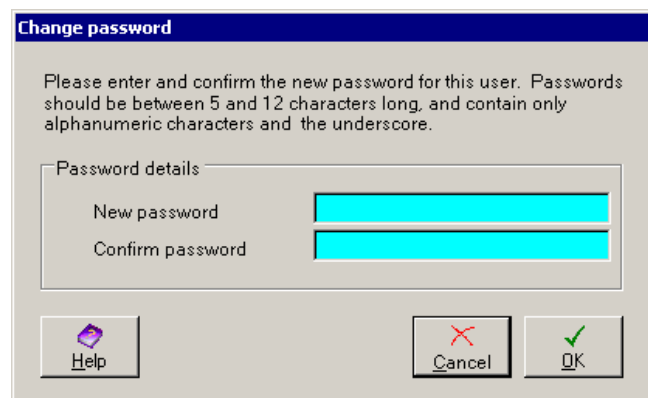 Change password
Please enter and confirm the new password for this user.  Passwords
should be between 5 and 12 characters long, and contain only
alphanumeric characters and  the underscore.
Password details
New password
Confirm password
Help
Cancel
OK